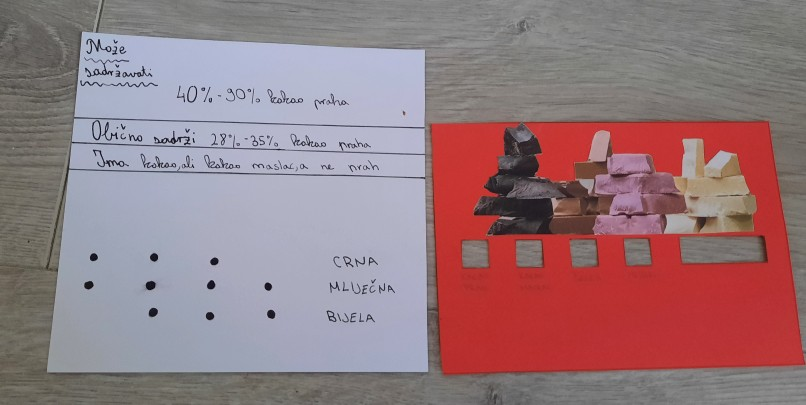 Može
sadržavati
40%-90% kakao praha
Obično sadrži 28%-35% kakao praha
Ima kakao, ali kakao maslac, a ne prah
CRNA
MLIJEČNA
BIJELA